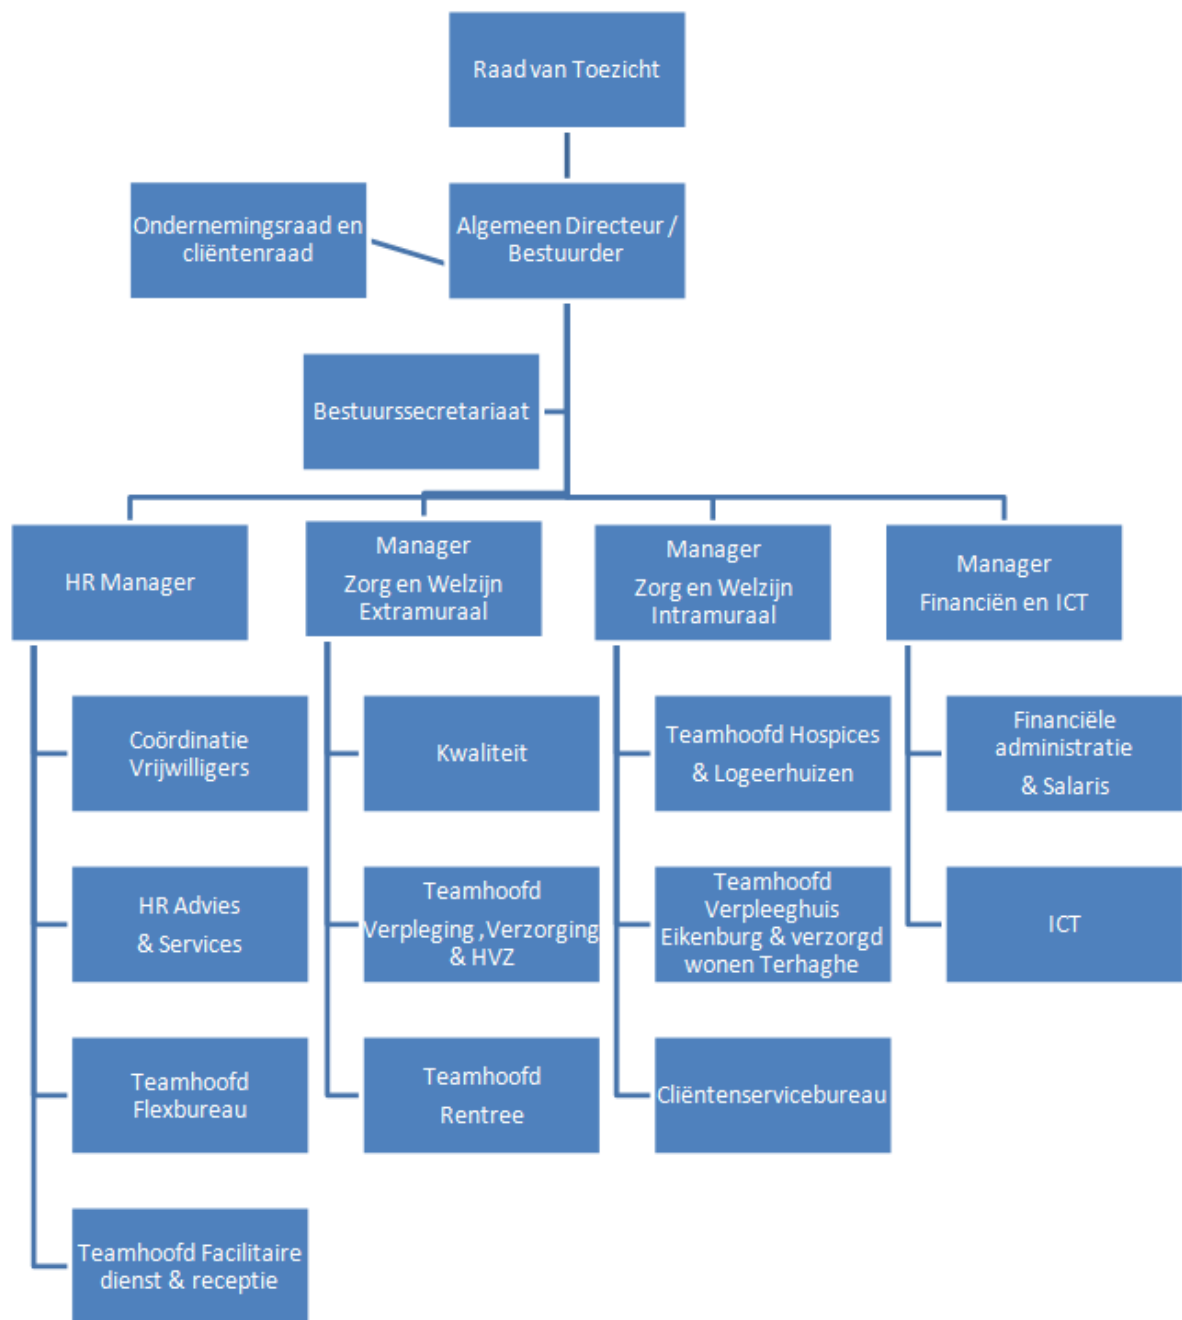 Raad van Toezicht
Ondernemingsraad en
cliëntenraad
Algemeen Directeur /
Bestuurder
Bestuurssecretariaat
HR Manager
Manager
Zorg en Welzijn
Extramuraal
Manager
Zorg en Welzijn
Intramuraal
Manager
Financiën en ICT
Coördinatie
Vrijwilligers
Kwaliteit
Teamhoofd Hospices
& Logeerhuizen
Financiële
administratie
& Salaris
HR Advies
& Services
Teamhoofd
Verpleging ,Verzorging
& HVZ
Teamhoofd
Verpleeghuis
Eikenburg & verzorgd
wonen Terhaghe
ICT
Teamhoofd
Flexbureau
Teamhoofd
Rentree
Cliëntenservicebureau
Teamhoofd Facilitaire
dienst & receptie